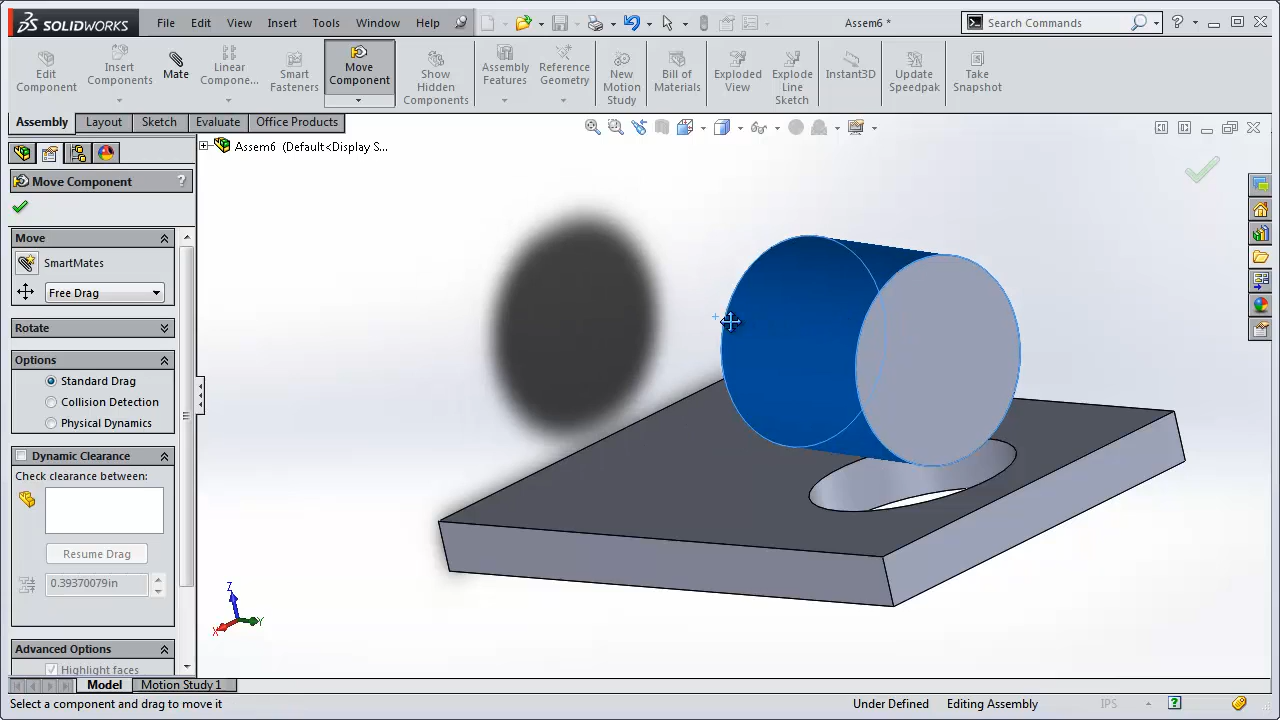 SOLIDWORKS File Edit View Insert Tools Window Help Assem6 * Search Commands
Edit Component
Insert Components
Mate
Linear Compone...
Smart Fasteners
Move Component
Show Hidden Components
Assembly Features
Reference Geometry
New Motion Study
Bill of Materials
Exploded View
Explode Line Sketch
Instant3D
Update Speedpak
Take Snapshot
Assembly Layout Sketch Evaluate Office Products
Assem6 (Default<Display S...
Move Component ?
Move
SmartMates
Free Drag
Rotate
Options
Standard Drag
Collision Detection
Physical Dynamics
Dynamic Clearance
Check clearance between:
Resume Drag
0.39370079in
Advanced Options
Highlight faces
Z
X
Y
Model Motion Study 1
Select a component and drag to move it Under Defined Editing Assembly IPS